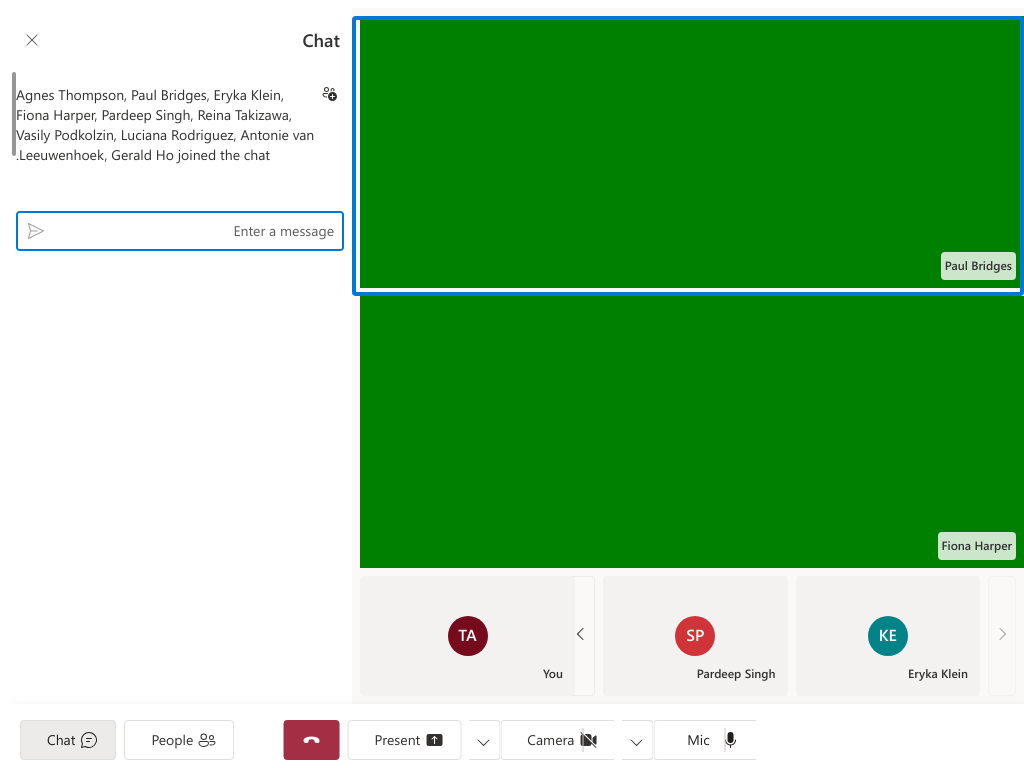 Chat
Agnes Thompson, Paul Bridges, Eryka Klein,
Fiona Harper, Pardeep Singh, Reina Takizawa,
Vasily Podkolzin, Luciana Rodriguez, Antonie van
.Leeuwenhoek, Gerald Ho joined the chat
Enter a message
Paul Bridges
Fiona Harper
TA
You
SP
Pardeep Singh
KE
Eryka Klein
Chat
People
Present
Camera
Mic